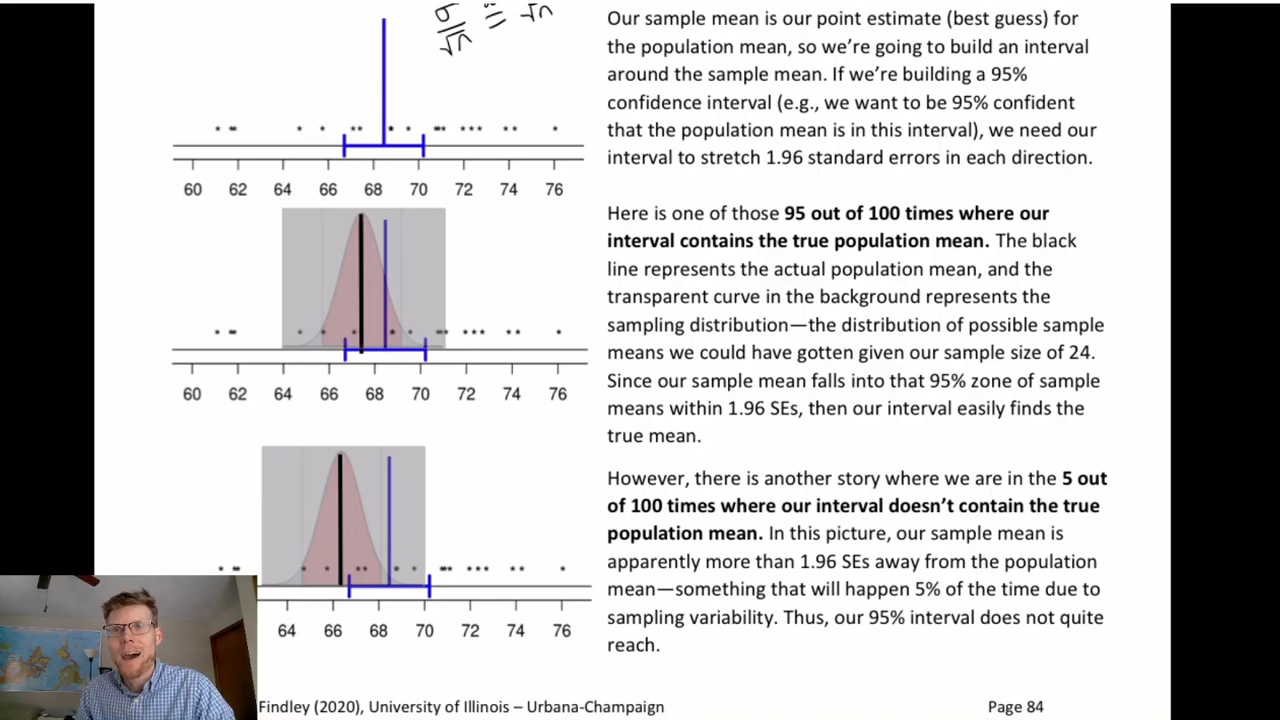 σ
√n
=
√n
Our sample mean is our point estimate (best guess) for
the population mean, so we’re going to build an interval
around the sample mean. If we’re building a 95%
confidence interval (e.g., we want to be 95% confident
that the population mean is in this interval), we need our
interval to stretch 1.96 standard errors in each direction.
60 62 64 66 68 70 72 74 76
Here is one of those 95 out of 100 times where our
interval contains the true population mean. The black
line represents the actual population mean, and the
transparent curve in the background represents the
sampling distribution—the distribution of possible sample
means we could have gotten given our sample size of 24.
Since our sample mean falls into that 95% zone of sample
means within 1.96 SEs, then our interval easily finds the
true mean.
60 62 64 66 68 70 72 74 76
However, there is another story where we are in the 5 out
of 100 times where our interval doesn’t contain the true
population mean. In this picture, our sample mean is
apparently more than 1.96 SEs away from the population
mean—something that will happen 5% of the time due to
sampling variability. Thus, our 95% interval does not quite
reach.
64 66 68 70 72 74 76
Findley (2020), University of Illinois – Urbana-Champaign
Page 84